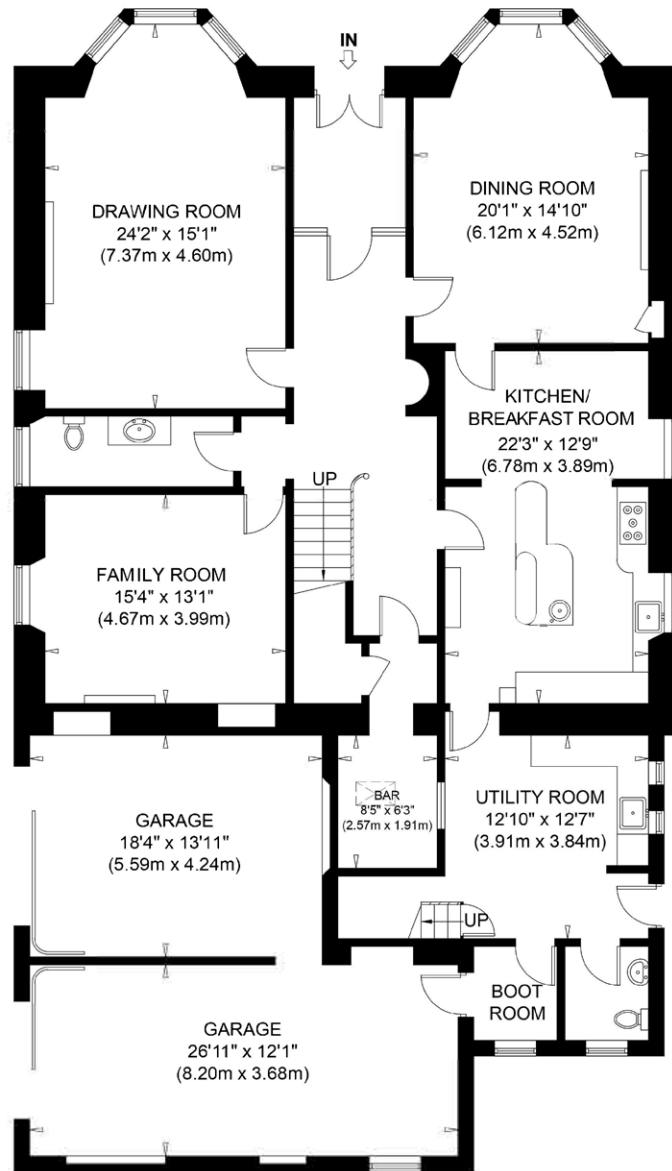 IN
DRAWING ROOM
24'2" x 15'1"
(7.37m x 4.60m)
DINING ROOM
20'1" x 14'10"
(6.12m x 4.52m)
KITCHEN/
BREAKFAST ROOM
22'3" x 12'9"
(6.78m x 3.89m)
UP
FAMILY ROOM
15'4" x 13'1"
(4.67m x 3.99m)
BAR
8'5" x 6'3"
(2.57m x 1.91m)
UTILITY ROOM
12'10" x 12'7"
(3.91m x 3.84m)
GARAGE
18'4" x 13'11"
(5.59m x 4.24m)
UP
BOOT
ROOM
GARAGE
26'11" x 12'1"
(8.20m x 3.68m)